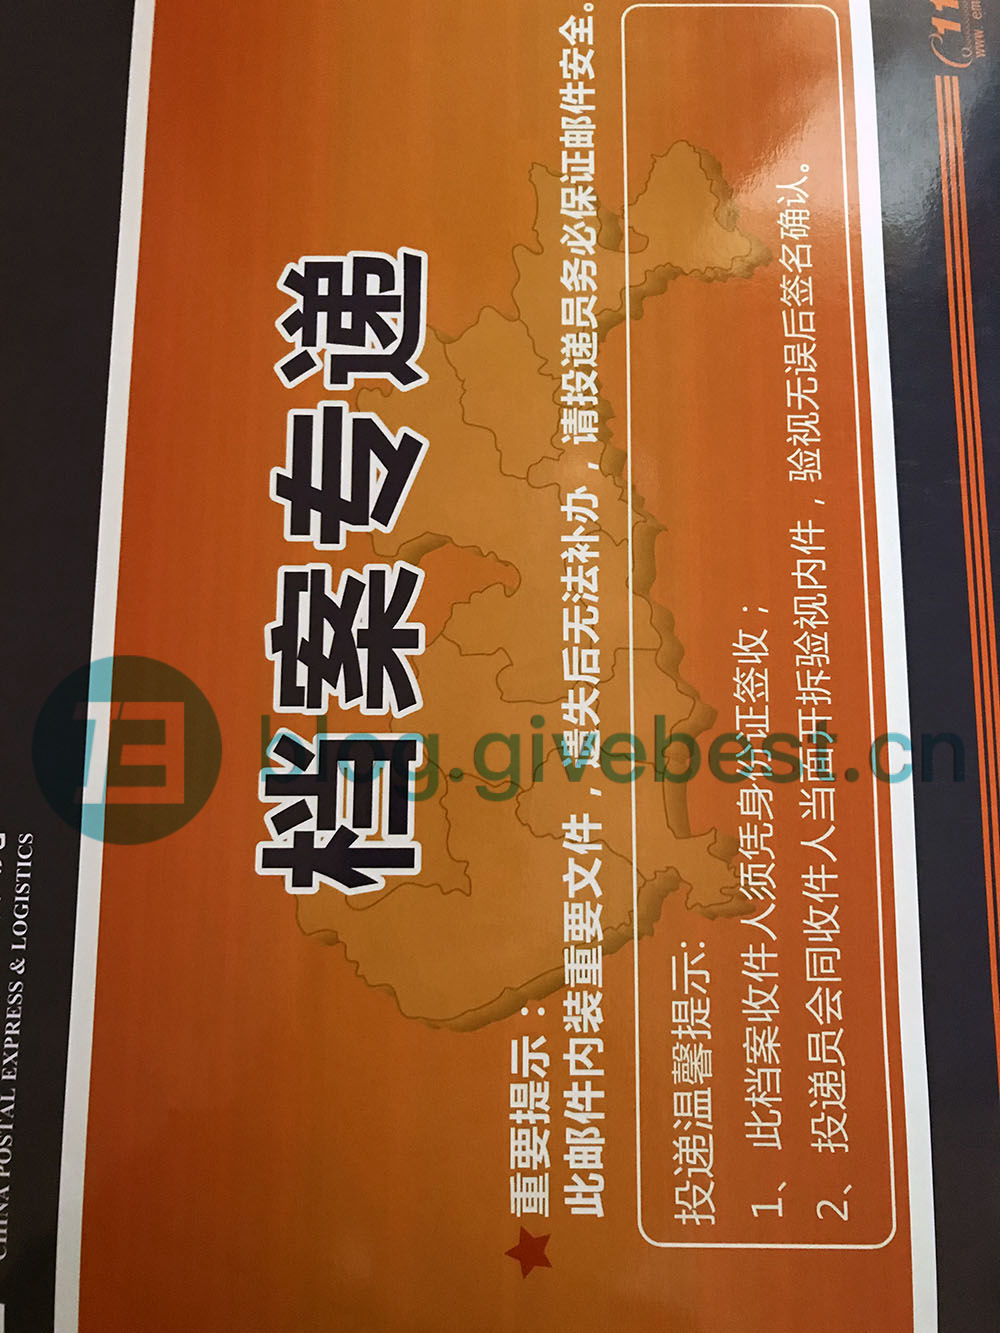 CHINA POSTAL EXPRESS & LOGISTICS
档案专递
重要提示：
此邮件内装重要文件，遗失后无法补办，请投递员务必保证邮件安全。
投递温馨提示：
1、此档案收件人须凭身份证签收；
2、投递员会同收件人当面开拆验视内件，验视无误后签名确认。
blog.givebest.cn